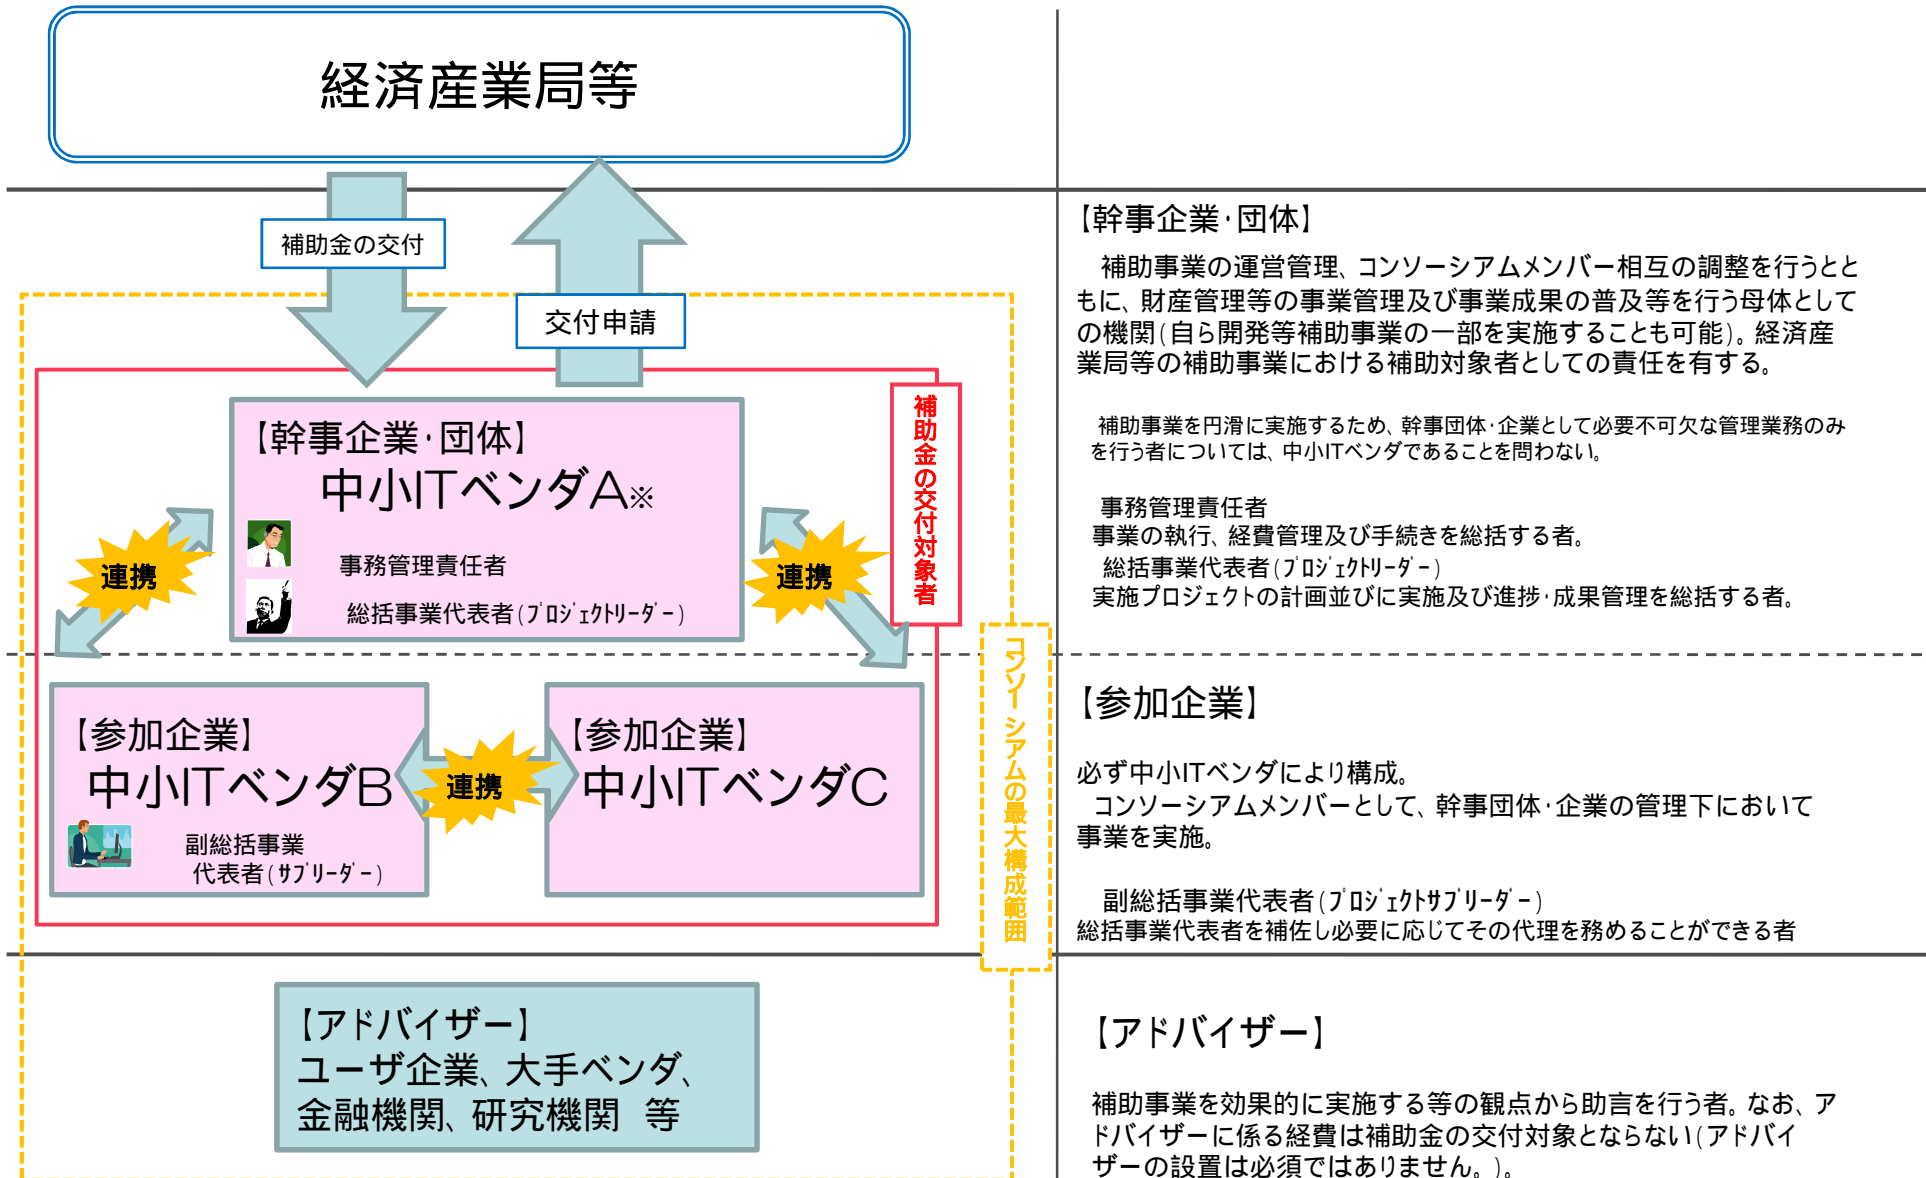 経済産業局等
補助金の交付
交付申請
補助金の交付対象者
【幹事企業・団体】
中小ITベンダA※
事務管理責任者
総括事業代表者(ﾌﾟﾛｼﾞｪｸﾄﾘｰﾀﾞｰ)
連携
連携
【参加企業】
中小ITベンダB
副総括事業
代表者(ｻﾌﾞﾘｰﾀﾞｰ)
連携
【参加企業】
中小ITベンダC
コンソーシアムの最大構成範囲
【アドバイザー】
ユーザ企業、大手ベンダ、
金融機関、研究機関 等
【幹事企業・団体】
補助事業の運営管理、コンソーシアムメンバー相互の調整を行うとと
もに、財産管理等の事業管理及び事業成果の普及等を行う母体として
の機関(自ら開発等補助事業の一部を実施することも可能)。経済産
業局等の補助事業における補助対象者としての責任を有する。
補助事業を円滑に実施するため、幹事団体・企業として必要不可欠な管理業務のみ
を行う者については、中小ITベンダであることを問わない。
事務管理責任者
事業の執行、経費管理及び手続きを総括する者。
総括事業代表者(ﾌﾟﾛｼﾞｪｸﾄﾘｰﾀﾞｰ)
実施プロジェクトの計画並びに実施及び進捗・成果管理を総括する者。
【参加企業】
必ず中小ITベンダにより構成。
コンソーシアムメンバーとして、幹事団体・企業の管理下において
事業を実施。
副総括事業代表者(ﾌﾟﾛｼﾞｪｸﾄｻﾌﾞﾘｰﾀﾞｰ)
総括事業代表者を補佐し必要に応じてその代理を務めることができる者
【アドバイザー】
補助事業を効果的に実施する等の観点から助言を行う者。なお、ア
ドバイザーに係る経費は補助金の交付対象とならない(アドバイ
ザーの設置は必須ではありません。)。